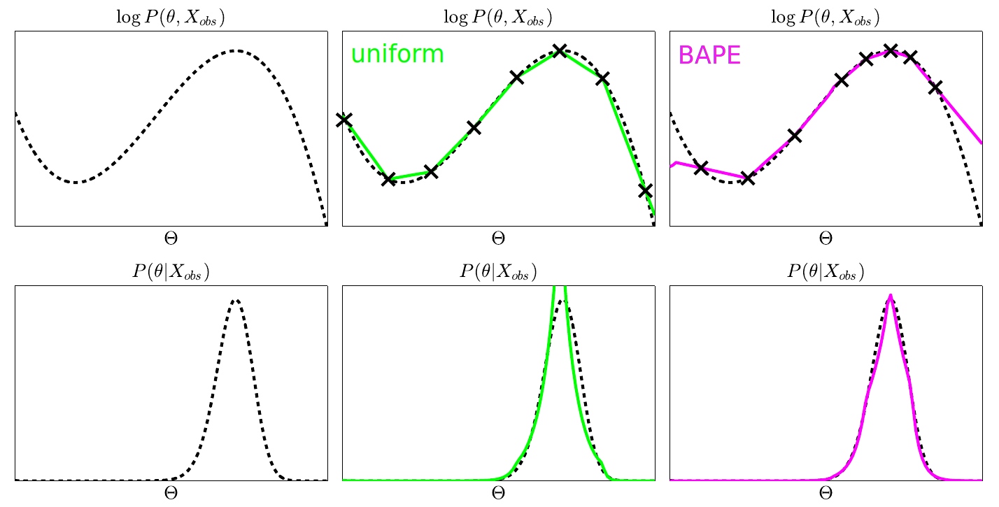 log P(θ, X_obs)
log P(θ, X_obs)
log P(θ, X_obs)
uniform
BAPE
Θ
Θ
Θ
P(θ|X_obs)
P(θ|X_obs)
P(θ|X_obs)
Θ
Θ
Θ